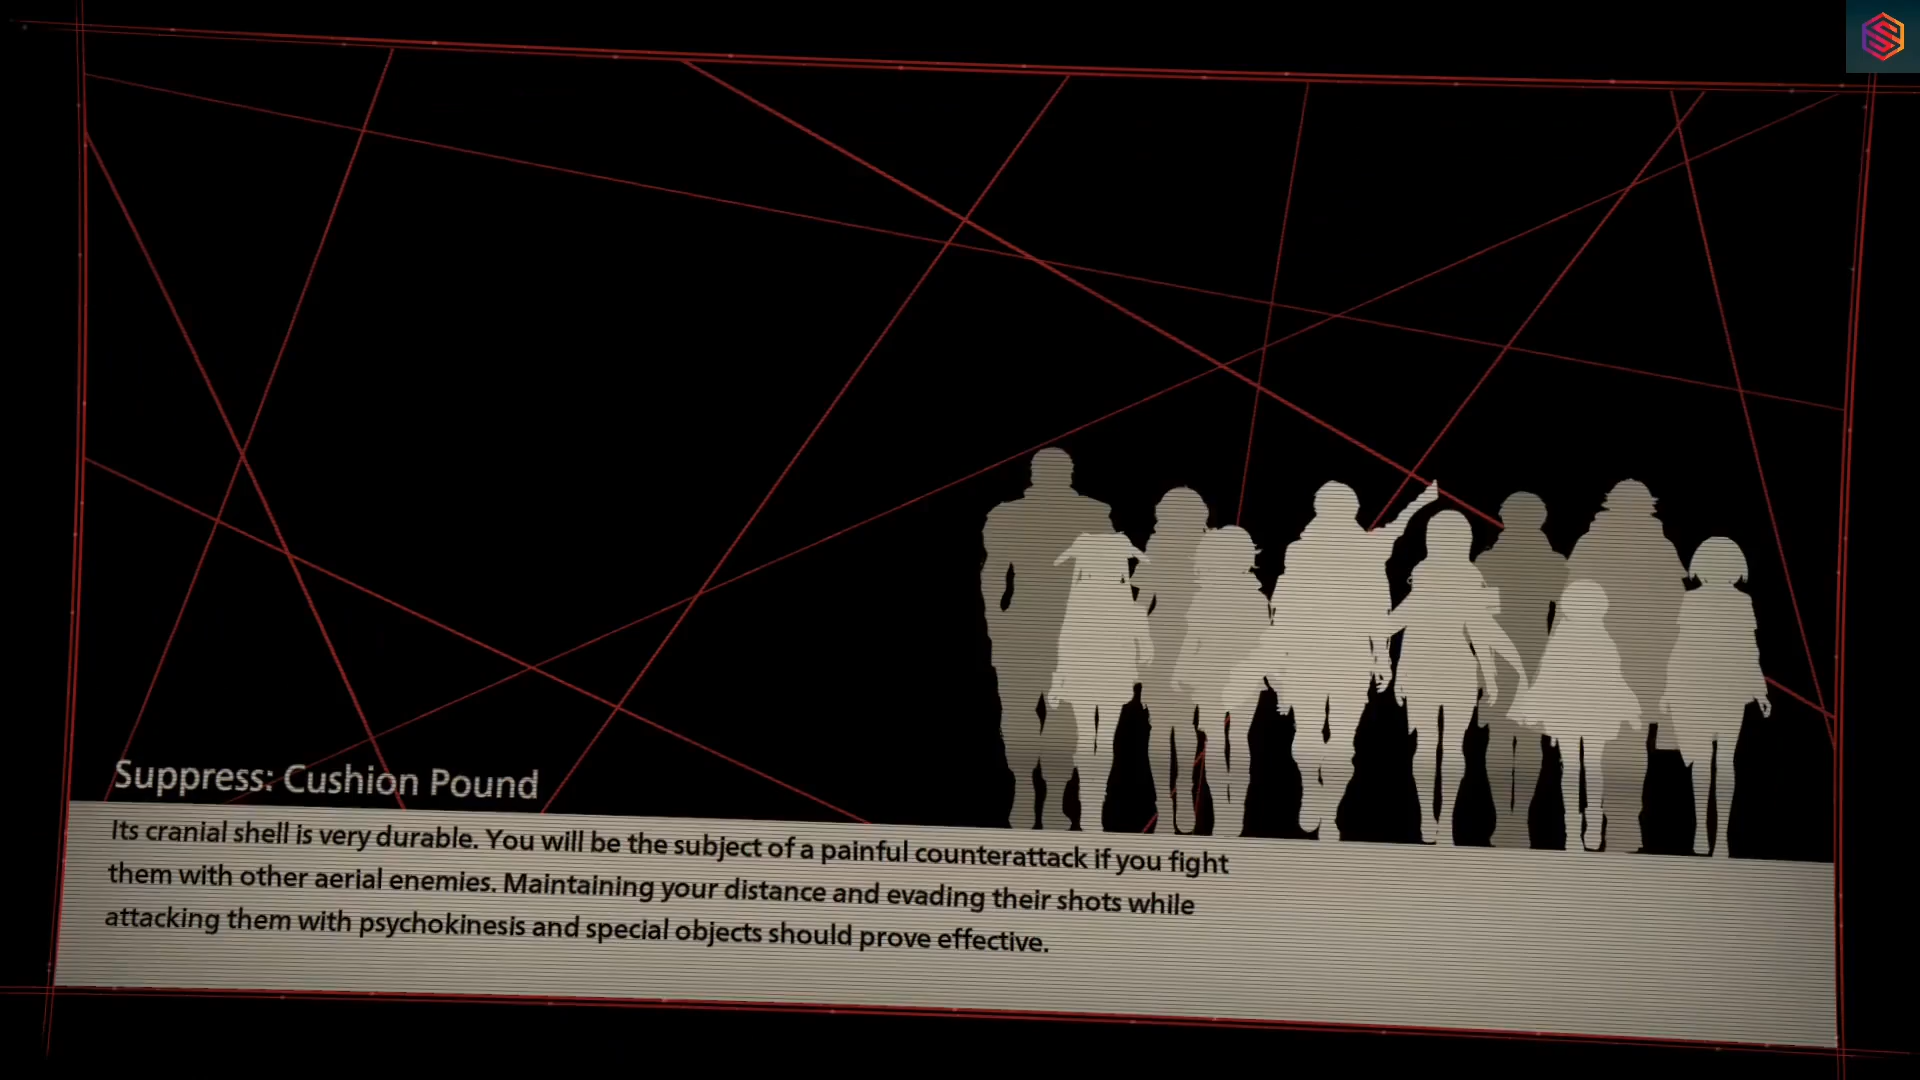 Suppress: Cushion Pound
Its cranial shell is very durable. You will be the subject of a painful counterattack if you fight
them with other aerial enemies. Maintaining your distance and evading their shots while
attacking them with psychokinesis and special objects should prove effective.